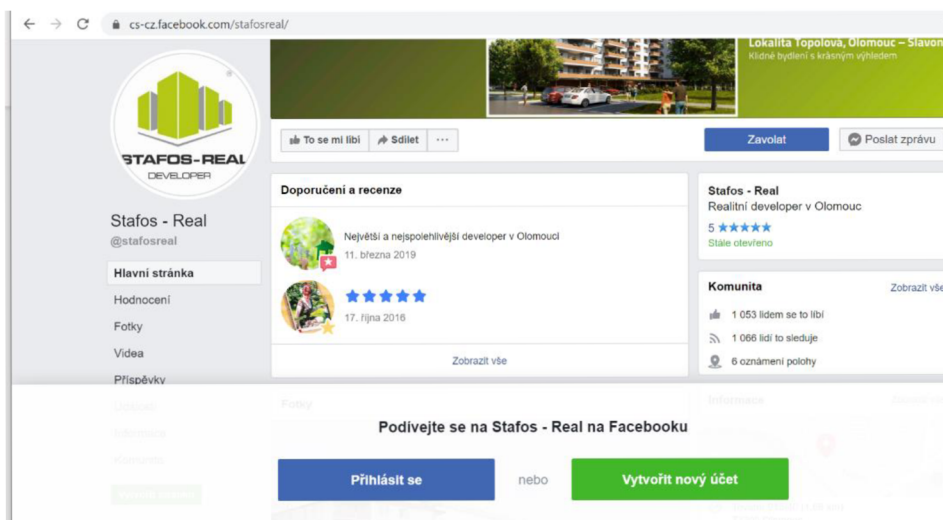 cs-cz.facebook.com/stafosreal/
Lokalita Topolová, Olomouc – Slavon
Klidné bydlení s krásným výhledem
STAFOS-REAL
DEVELOPER
To se mi líbí
Sdílet
Zavolat
Poslat zprávu
Stafos - Real
@stafosreal
Hlavní stránka
Hodnocení
Fotky
Videa
Příspěvky
Doporučení a recenze
Největší a nejspolehlivější developer v Olomouci
11. března 2019
17. října 2016
Zobrazit vše
Stafos - Real
Realitní developer v Olomouc
5
Stále otevřeno
Komunita
Zobrazit vše
1 053 lidem se to líbí
1 066 lidí to sleduje
6 oznámení polohy
Fotky
Informace
Podívejte se na Stafos - Real na Facebooku
Přihlásit se
nebo
Vytvořit nový účet